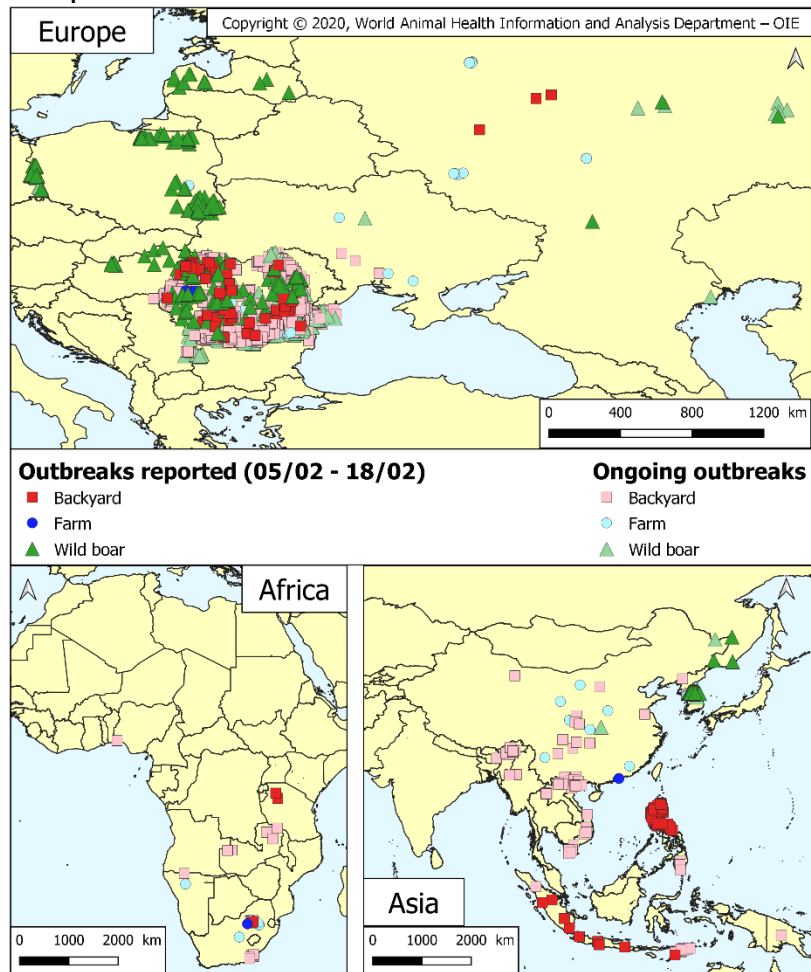 Europe
Copyright © 2020, World Animal Health Information and Analysis Department – OIE
0 400 800 1200 km
Outbreaks reported (05/02 - 18/02)
Backyard
Farm
Wild boar
Ongoing outbreaks
Backyard
Farm
Wild boar
Africa
0 1000 2000 km
Asia
0 1000 2000 km